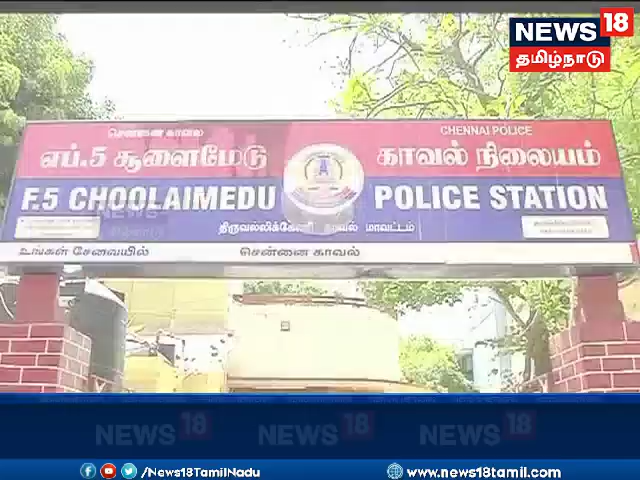 NEWS 18
தமிழ்நாடு
சென்னை காவல்
CHENNAI POLICE
எப்.5 சூளைமேடு
காவல் நிலையம்
F.5 CHOOLAIMEDU
POLICE STATION
திருவல்லிக்கேணி காவல் மாவட்டம்
உங்கள் சேவையில்
சென்னை காவல்
NEWS 18 NEWS 18 NEWS 18
/News18TamilNadu
www.news18tamil.com